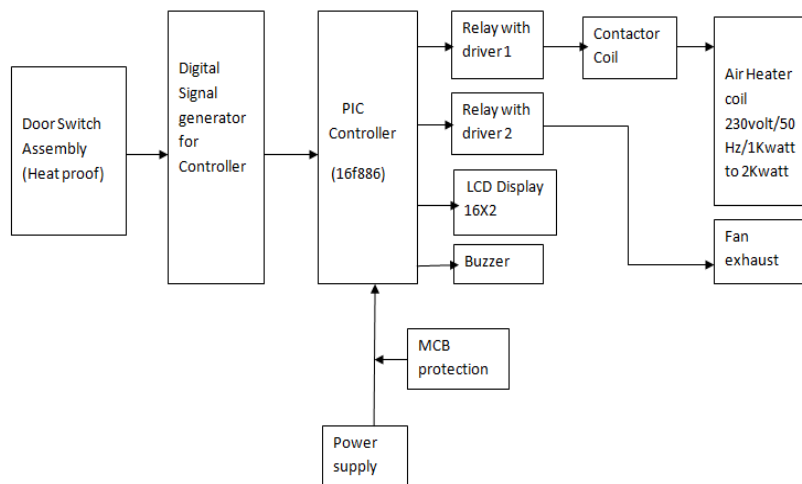 Door Switch
Assembly
(Heat proof)
Digital
Signal
generator
for
Controller
PIC
Controller
(16f886)
Relay with
driver 1
Contactor
Coil
Air Heater
coil
230volt/50
Hz/1Kwatt
to 2Kwatt
Relay with
driver 2
LCD Display
16X2
Buzzer
Fan
exhaust
MCB
protection
Power
supply